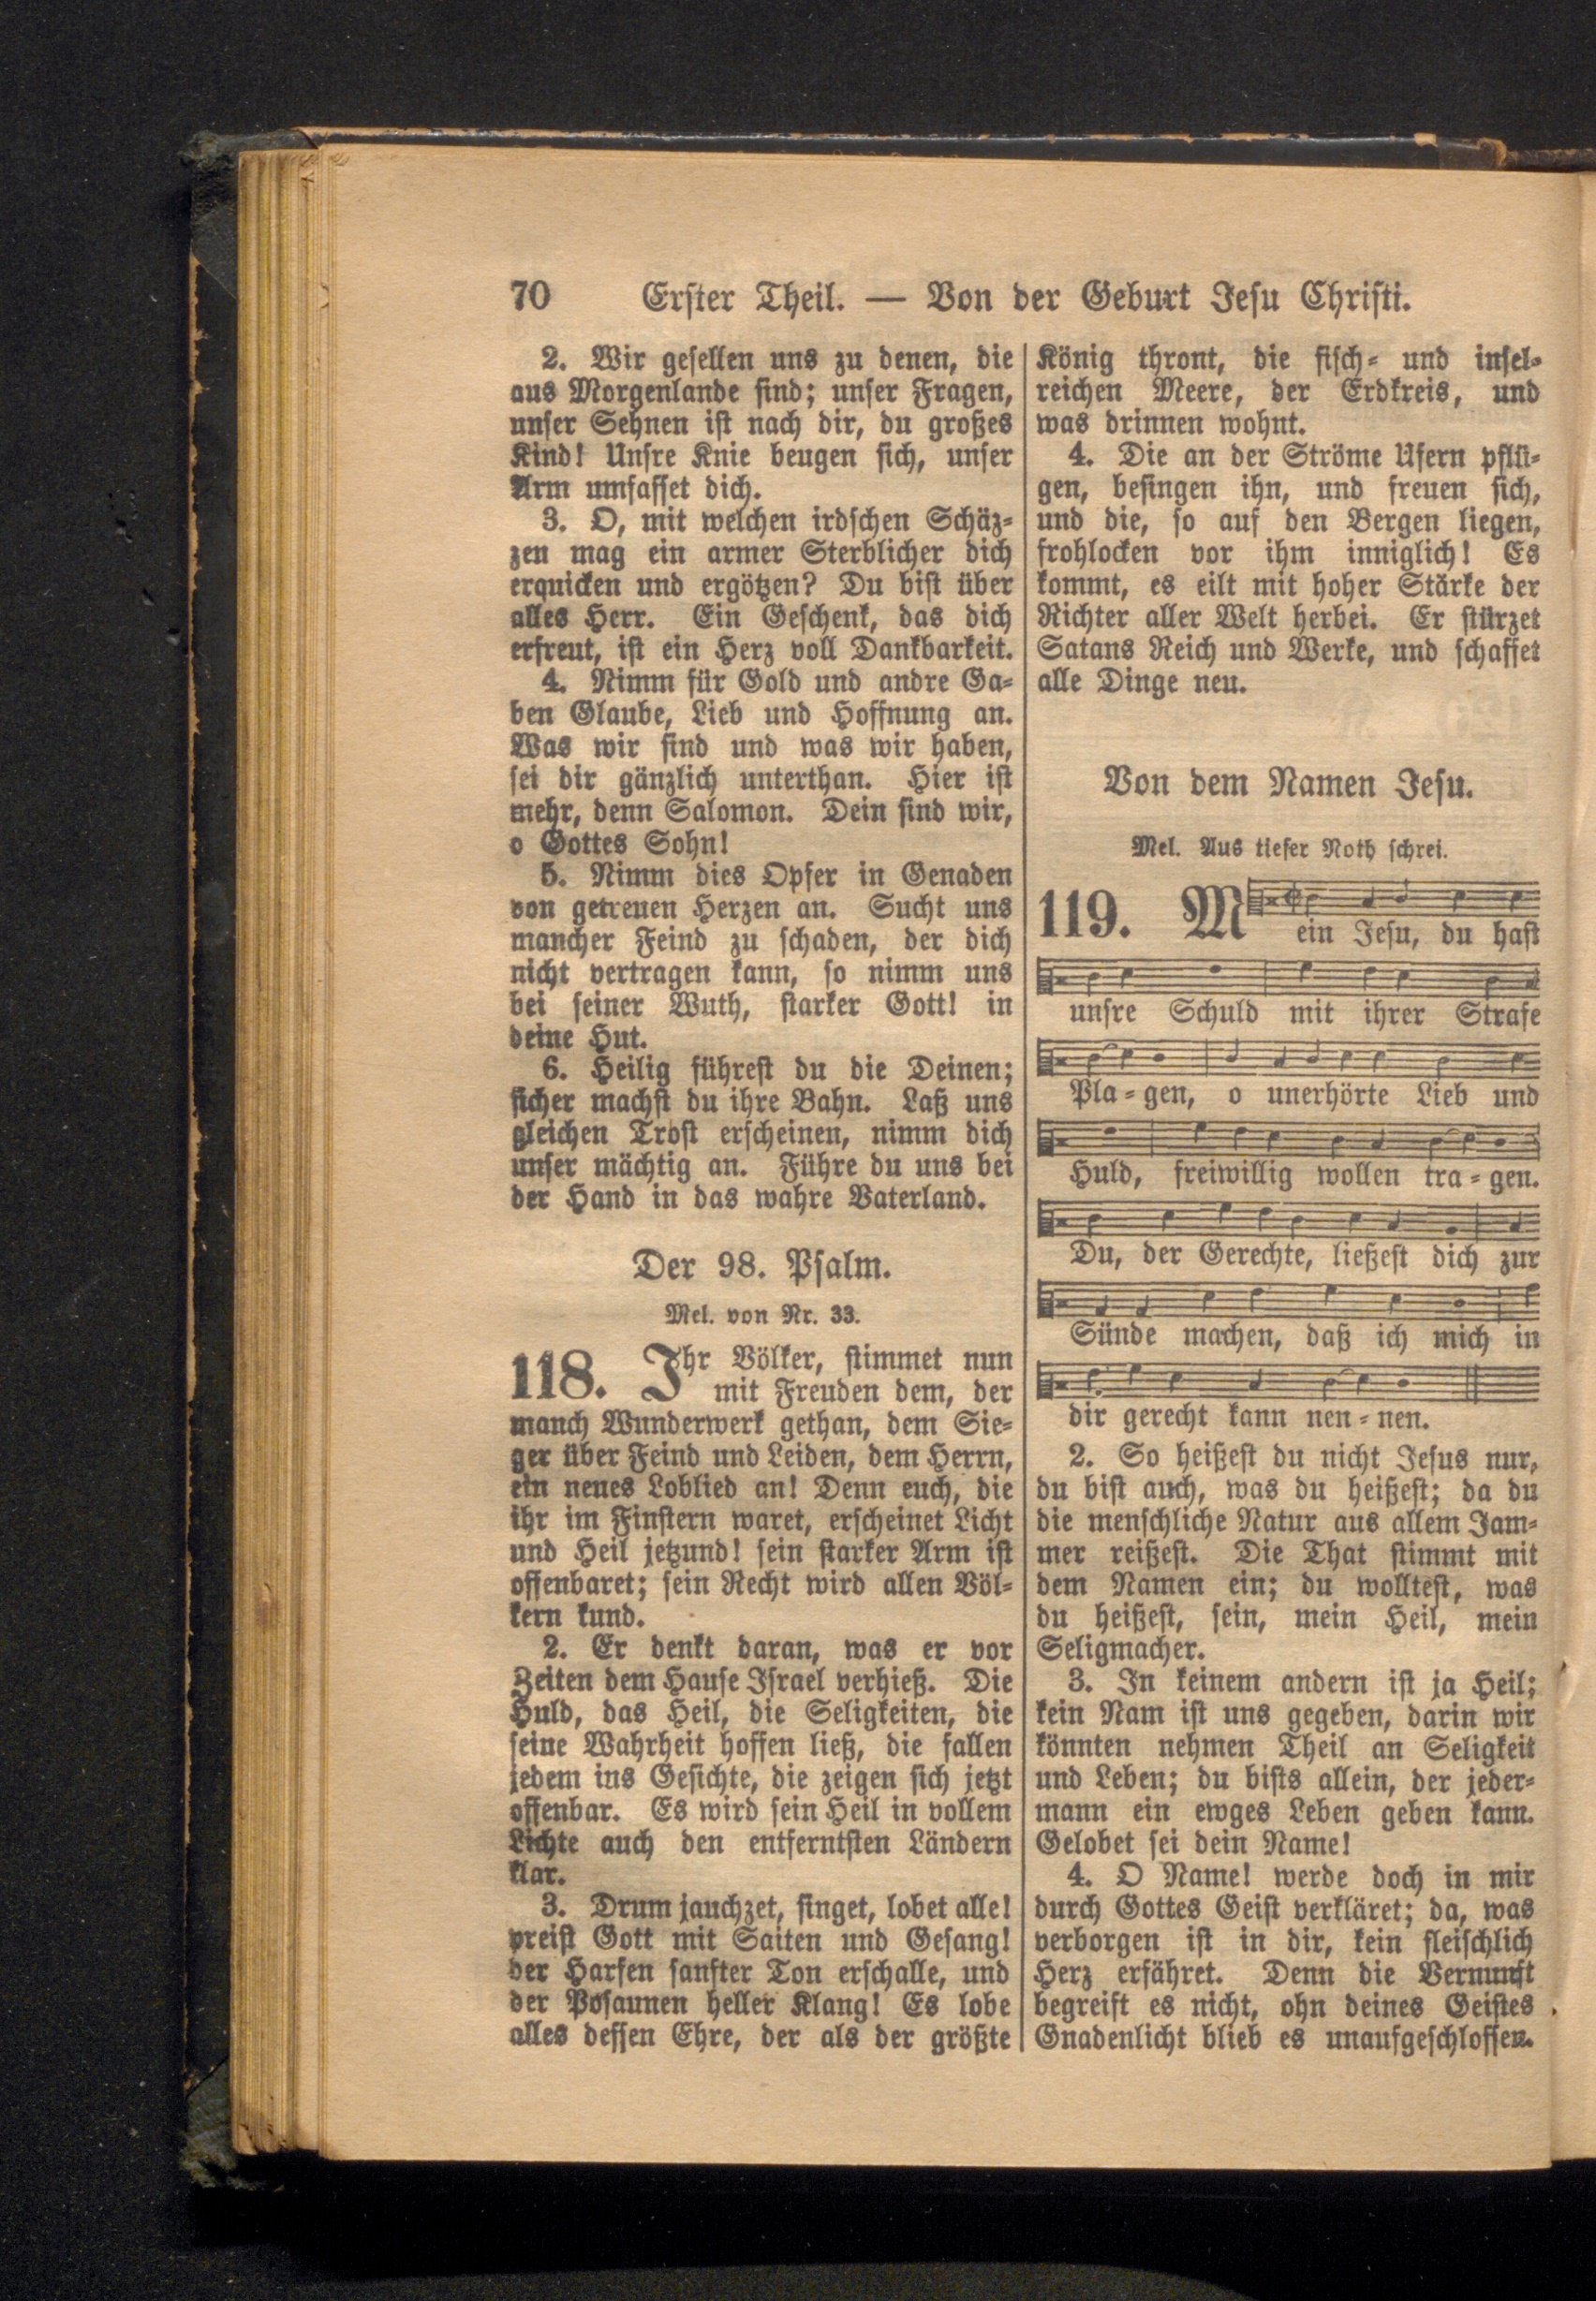 70 Erster Theil. — Von der Geburt Jesu Christi.
2. Wir gesellen uns zu denen, die
aus Morgenlande sind; unser Fragen,
unser Sehnen ist nach dir, du großes
Kind! Unsre Knie beugen sich, unser
Arm umfasset dich.
3. O, mit welchen irdschen Schäz-
zen mag ein armer Sterblicher dich
erquicken und ergötzen? Du bist über
alles Herr. Ein Geschenk, das dich
erfreut, ist ein Herz voll Dankbarkeit.
4. Nimm für Gold und andre Ga-
ben Glaube, Lieb und Hoffnung an.
Was wir sind und was wir haben,
sei dir gänzlich unterthan. Hier ist
mehr, denn Salomon. Dein sind wir,
o Gottes Sohn!
5. Nimm dies Opfer in Genaden
von getreuen Herzen an. Sucht uns
mancher Feind zu schaden, der dich
nicht vertragen kann, so nimm uns
bei seiner Wuth, starker Gott! in
deine Hut.
6. Heilig führest du die Deinen;
sicher machst du ihre Bahn. Laß uns
gleichen Trost erscheinen, nimm dich
unser mächtig an. Führe du uns bei
der Hand in das wahre Vaterland.
Der 98. Psalm.
Mel. von Nr. 33.
118. Ihr Völker, stimmet nun
mit Freuden dem, der
manch Wunderwerk gethan, dem Sie-
ger über Feind und Leiden, dem Herrn,
ein neues Loblied an! Denn euch, die
ihr im Finstern waret, erscheinet Licht
und Heil jetzund! sein starker Arm ist
offenbaret; sein Recht wird allen Völ-
kern kund.
2. Er denkt daran, was er vor
Zeiten dem Hause Israel verhieß. Die
Huld, das Heil, die Seligkeiten, die
seine Wahrheit hoffen ließ, die fallen
jedem ins Gesichte, die zeigen sich jetzt
offenbar. Es wird sein Heil in vollem
Lichte auch den entferntsten Ländern
klar.
3. Drum jauchzet, singet, lobet alle!
preist Gott mit Saiten und Gesang!
der Harfen sanfter Ton erschalle, und
der Posaunen heller Klang! Es lobe
alles dessen Ehre, der als der größte
König thront, die fisch- und insel-
reichen Meere, der Erdkreis, und
was drinnen wohnt.
4. Die an der Ströme Ufern pflü-
gen, besingen ihn, und freuen sich,
und die, so auf den Bergen liegen,
frohlocken vor ihm inniglich! Es
kommt, es eilt mit hoher Stärke der
Richter aller Welt herbei. Er stürzet
Satans Reich und Werke, und schaffet
alle Dinge neu.
Von dem Namen Jesu.
Mel. Aus tiefer Noth schrei.
119. Mein Jesu, du hast
unsre Schuld mit ihrer Strafe
Pla-gen, o unerhörte Lieb und
Huld, freiwillig wollen tra-gen.
Du, der Gerechte, ließest dich zur
Sünde machen, daß ich mich in
dir gerecht kann nen-nen.
2. So heißest du nicht Jesus nur,
du bist auch, was du heißest; da du
die menschliche Natur aus allem Jam-
mer reißest. Die That stimmt mit
dem Namen ein; du wolltest, was
du heißest, sein, mein Heil, mein
Seligmacher.
3. In keinem andern ist ja Heil;
kein Nam ist uns gegeben, darin wir
könnten nehmen Theil an Seligkeit
und Leben; du bists allein, der jeder-
mann ein ewges Leben geben kann.
Gelobet sei dein Name!
4. O Name! werde doch in mir
durch Gottes Geist verkläret; da, was
verborgen ist in dir, kein fleischlich
Herz erfähret. Denn die Vernunft
begreift es nicht, ohn deines Geistes
Gnadenlicht blieb es unaufgeschlossen.